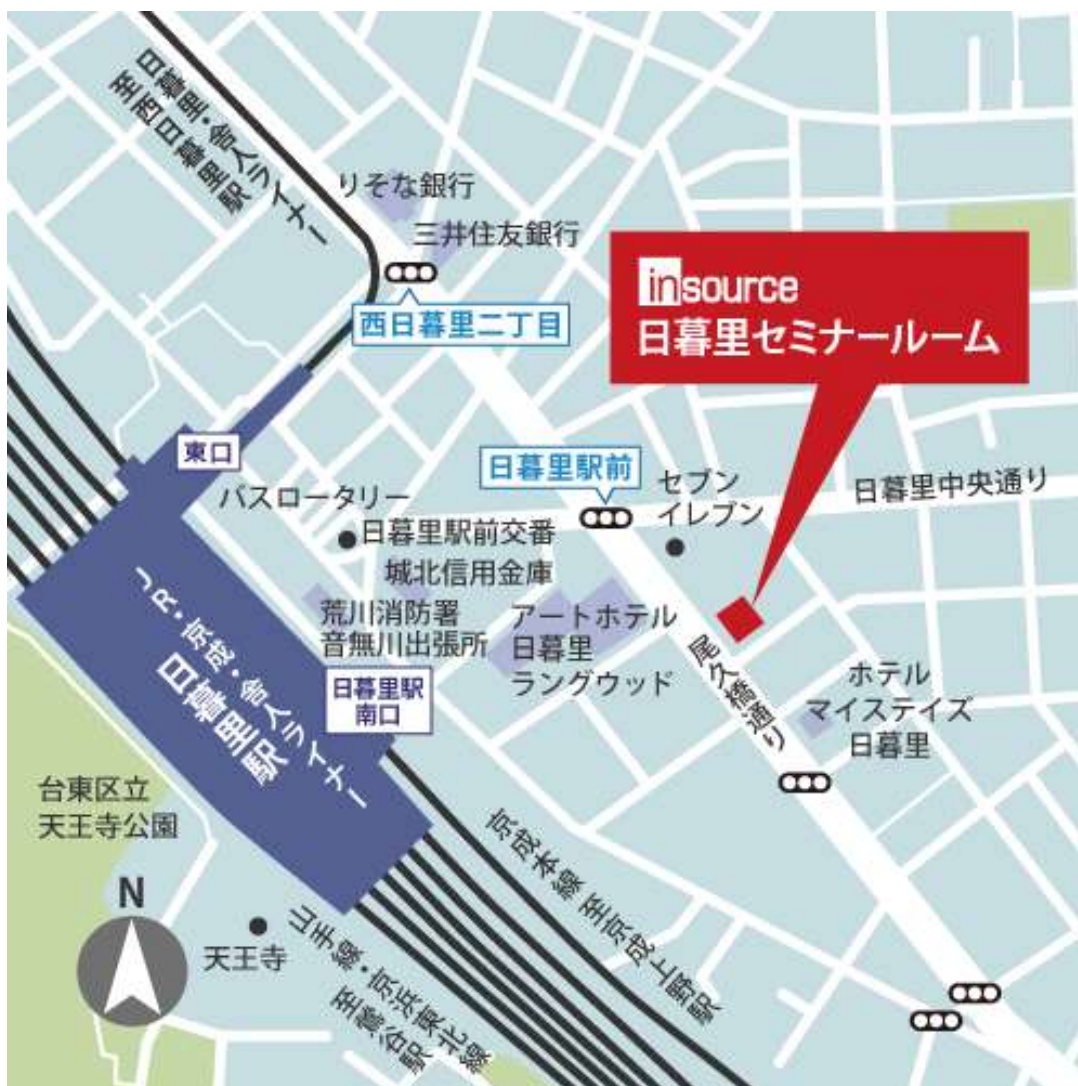 日暮里・舎人ライナー
至西日暮里駅
りそな銀行
三井住友銀行
西日暮里二丁目
insource
日暮里セミナールーム
東口
日暮里駅前
セブン
イレブン
日暮里中央通り
バスロータリー
日暮里駅前交番
城北信用金庫
荒川消防署
音無川出張所
アートホテル
日暮里
ラングウッド
日暮里駅
南口
JR・京成・舎人ライナー
日暮里駅
尾久橋通り
ホテル
マイステイズ
日暮里
台東区立
天王寺公園
N
天王寺
京成本線 至京成上野駅
山手線・京浜東北線
至鶯谷駅